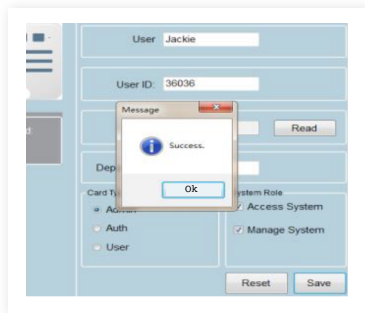 User Jackie
User ID: 36036
Message
Success.
Ok
Read
Dep
Card Ty
System Role
Admin
Access System
Auth
Manage System
User
Reset Save